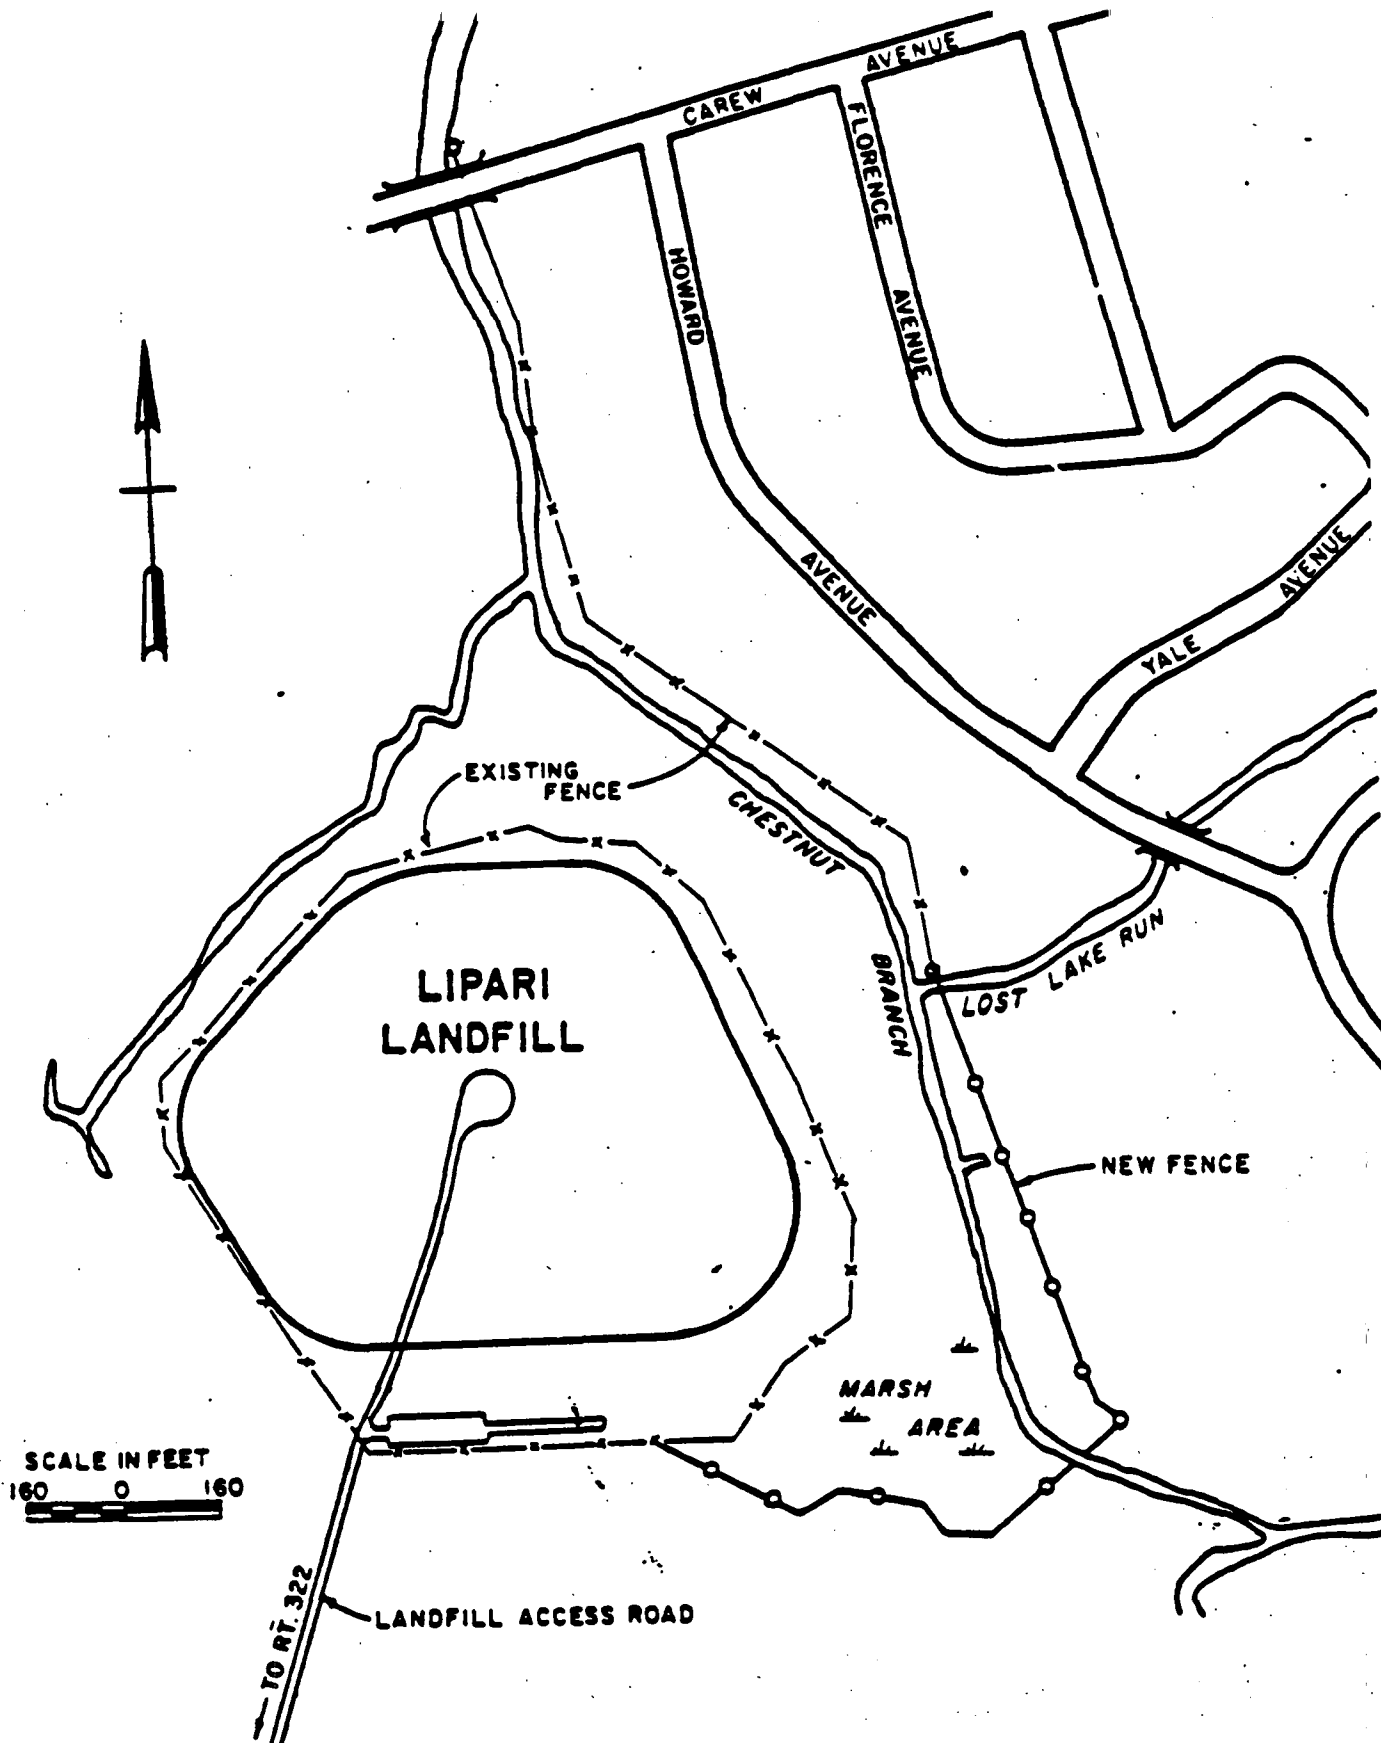 CAREW AVENUE
FLORENCE AVENUE
HOWARD AVENUE
YALE AVENUE
EXISTING
FENCE
CHESTNUT BRANCH
LOST LAKE RUN
LIPARI
LANDFILL
NEW FENCE
MARSH
AREA
SCALE IN FEET
160 0 160
TO RT. 322
LANDFILL ACCESS ROAD